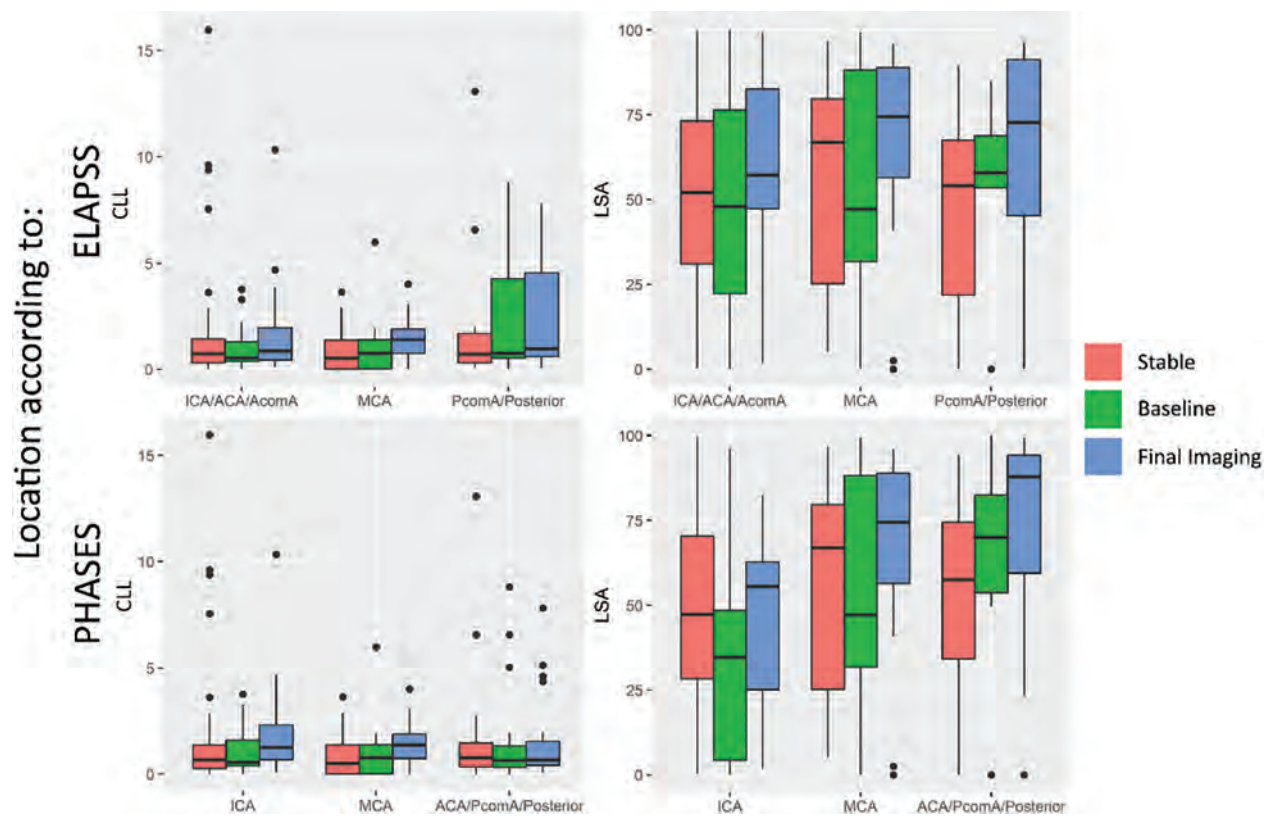 Location according to:
ELAPSS
CLL
15
10
5
0
ICA/ACA/AcomA
MCA
PcomA/Posterior
LSA
100
75
50
25
0
ICA/ACA/AcomA
MCA
PcomA/Posterior
Stable
Baseline
Final Imaging
PHASES
CLL
15
10
5
0
ICA
MCA
ACA/PcomA/Posterior
LSA
100
75
50
25
0
ICA
MCA
ACA/PcomA/Posterior